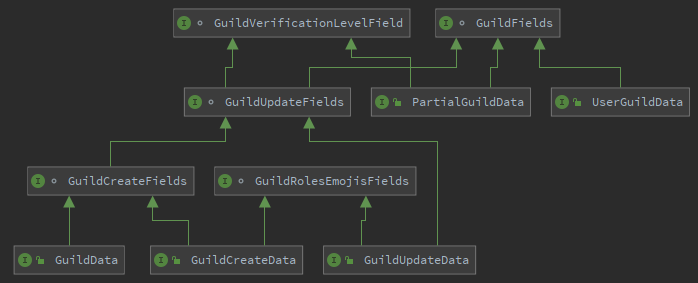 GuildVerificationLevelField
GuildFields
GuildUpdateFields
PartialGuildData
UserGuildData
GuildCreateFields
GuildRolesEmojisFields
GuildData
GuildCreateData
GuildUpdateData